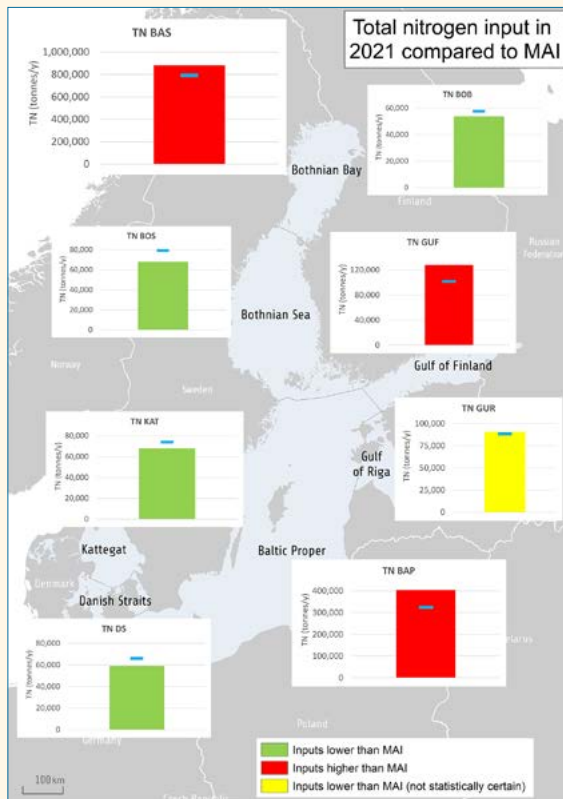 Total nitrogen input in
2021 compared to MAI
TN BAS
TN (tonnes/y)
1,000,000
800,000
600,000
400,000
200,000
0
TN BOB
TN (tonnes/y)
60,000
40,000
20,000
0
Bothnian Bay
Finland
Russian
Federation
TN BOS
TN (tonnes/y)
80,000
60,000
40,000
20,000
0
Bothnian Sea
TN GUF
TN (tonnes/y)
120,000
80,000
40,000
0
Gulf of Finland
Norway
Sweden
TN KAT
TN (tonnes/y)
80,000
60,000
40,000
20,000
0
Gulf
of Riga
TN GUR
TN (tonnes/y)
100,000
75,000
50,000
25,000
0
Kattegat
Baltic Proper
Denmark
Danish Straits
TN BAP
TN (tonnes/y)
400,000
300,000
200,000
100,000
0
TN DS
TN (tonnes/y)
80,000
60,000
40,000
20,000
0
Germany
Poland
Inputs lower than MAI
Inputs higher than MAI
Inputs lower than MAI (not statistically certain)
100 km